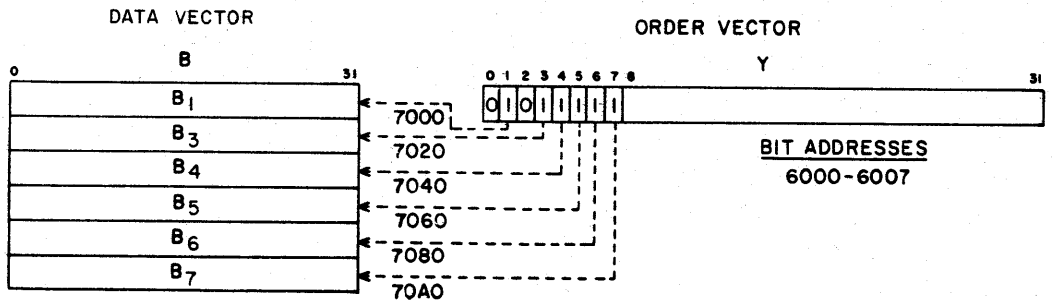 DATA VECTOR
ORDER VECTOR
B
Y
0 31
0 1 2 3 4 5 6 7 8 31
B1
0 1 0 1 1 1 1 1
7000
B3
7020
BIT ADDRESSES
B4
7040
6000-6007
B5
7060
B6
7080
B7
70A0